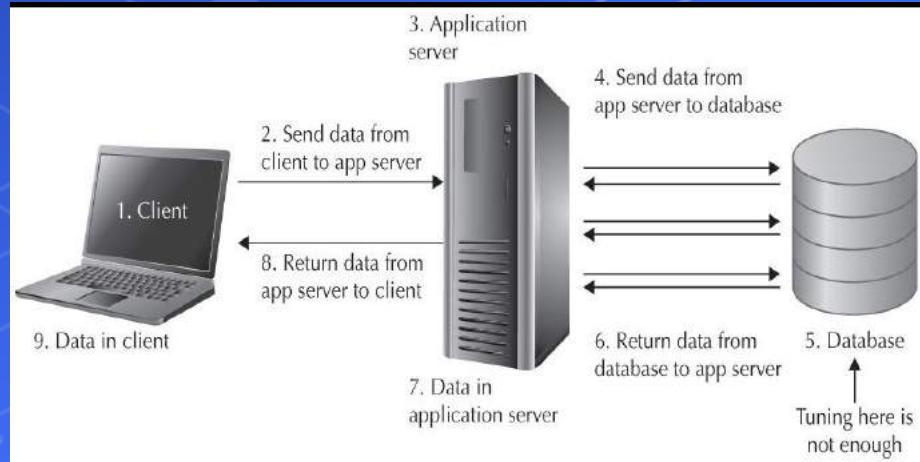 3. Application
server
4. Send data from
app server to database
2. Send data from
client to app server
1. Client
8. Return data from
app server to client
9. Data in client
6. Return data from
database to app server
5. Database
7. Data in
application server
Tuning here is
not enough